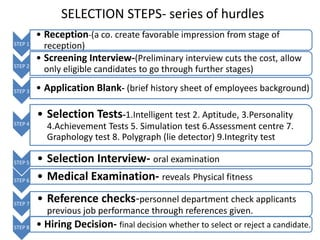 SELECTION STEPS- series of hurdles
STEP 1
• Reception-(a co. create favorable impression from stage of
reception)
STEP 2
• Screening Interview-(Preliminary interview cuts the cost, allow
only eligible candidates to go through further stages)
STEP 3
• Application Blank- (brief history sheet of employees background)
STEP 4
• Selection Tests-1.Intelligent test 2. Aptitude, 3.Personality
4.Achievement Tests 5. Simulation test 6.Assessment centre 7.
Graphology test 8. Polygraph (lie detector) 9.Integrity test
STEP 5
• Selection Interview- oral examination
STEP 6
• Medical Examination- reveals Physical fitness
STEP 7
• Reference checks-personnel department check applicants
previous job performance through references given.
STEP 8
• Hiring Decision- final decision whether to select or reject a candidate.